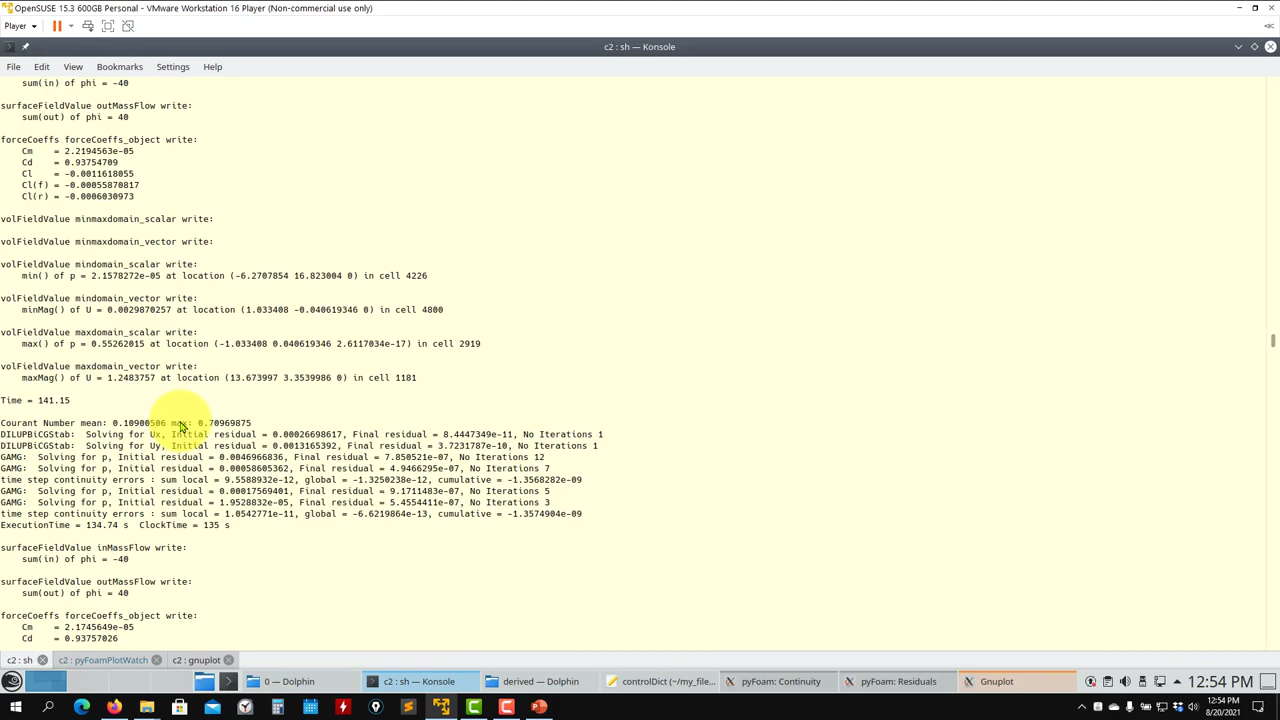 OpenSUSE 15.3 600GB Personal - VMware Workstation 16 Player (Non-commercial use only)
Player
c2 : sh — Konsole
File Edit View Bookmarks Settings Help
sum(in) of phi = -40
surfaceFieldValue outMassFlow write:
sum(out) of phi = 40
forceCoeffs forceCoeffs_object write:
Cm = 2.2194563e-05
Cd = 0.93754709
Cl = -0.0011618055
Cl(f) = -0.00055870817
Cl(r) = -0.0006030973
volFieldValue minmaxdomain_scalar write:
volFieldValue minmaxdomain_vector write:
volFieldValue mindomain_scalar write:
min() of p = 2.1578272e-05 at location (-6.2707854 16.823004 0) in cell 4226
volFieldValue mindomain_vector write:
minMag() of U = 0.0029870257 at location (1.033408 -0.040619346 0) in cell 4800
volFieldValue maxdomain_scalar write:
max() of p = 0.55262015 at location (-1.033408 0.040619346 2.6117034e-17) in cell 2919
volFieldValue maxdomain_vector write:
maxMag() of U = 1.2483757 at location (13.673997 3.3539986 0) in cell 1181
Time = 141.15
Courant Number mean: 0.10900506 max: 0.70969875
DILUPBiCGStab: Solving for Ux, Initial residual = 0.00026698617, Final residual = 8.4447349e-11, No Iterations 1
DILUPBiCGStab: Solving for Uy, Initial residual = 0.0013165392, Final residual = 3.7231787e-10, No Iterations 1
GAMG: Solving for p, Initial residual = 0.0046966836, Final residual = 7.850521e-07, No Iterations 12
GAMG: Solving for p, Initial residual = 0.00058605362, Final residual = 4.9466295e-07, No Iterations 7
time step continuity errors : sum local = 9.5588932e-12, global = -1.3250238e-12, cumulative = -1.3568282e-09
GAMG: Solving for p, Initial residual = 0.00017569401, Final residual = 9.1711483e-07, No Iterations 5
GAMG: Solving for p, Initial residual = 1.9528832e-05, Final residual = 5.4554411e-07, No Iterations 3
time step continuity errors : sum local = 1.0542771e-11, global = -6.6219864e-13, cumulative = -1.3574904e-09
ExecutionTime = 134.74 s ClockTime = 135 s
surfaceFieldValue inMassFlow write:
sum(in) of phi = -40
surfaceFieldValue outMassFlow write:
sum(out) of phi = 40
forceCoeffs forceCoeffs_object write:
Cm = 2.1745649e-05
Cd = 0.93757026
c2 : sh c2 : pyFoamPlotWatch c2 : gnuplot
0 — Dolphin c2 : sh — Konsole derived — Dolphin controlDict (~/my_file... pyFoam: Continuity pyFoam: Residuals Gnuplot 12:54 PM
12:54 PM
8/20/2021